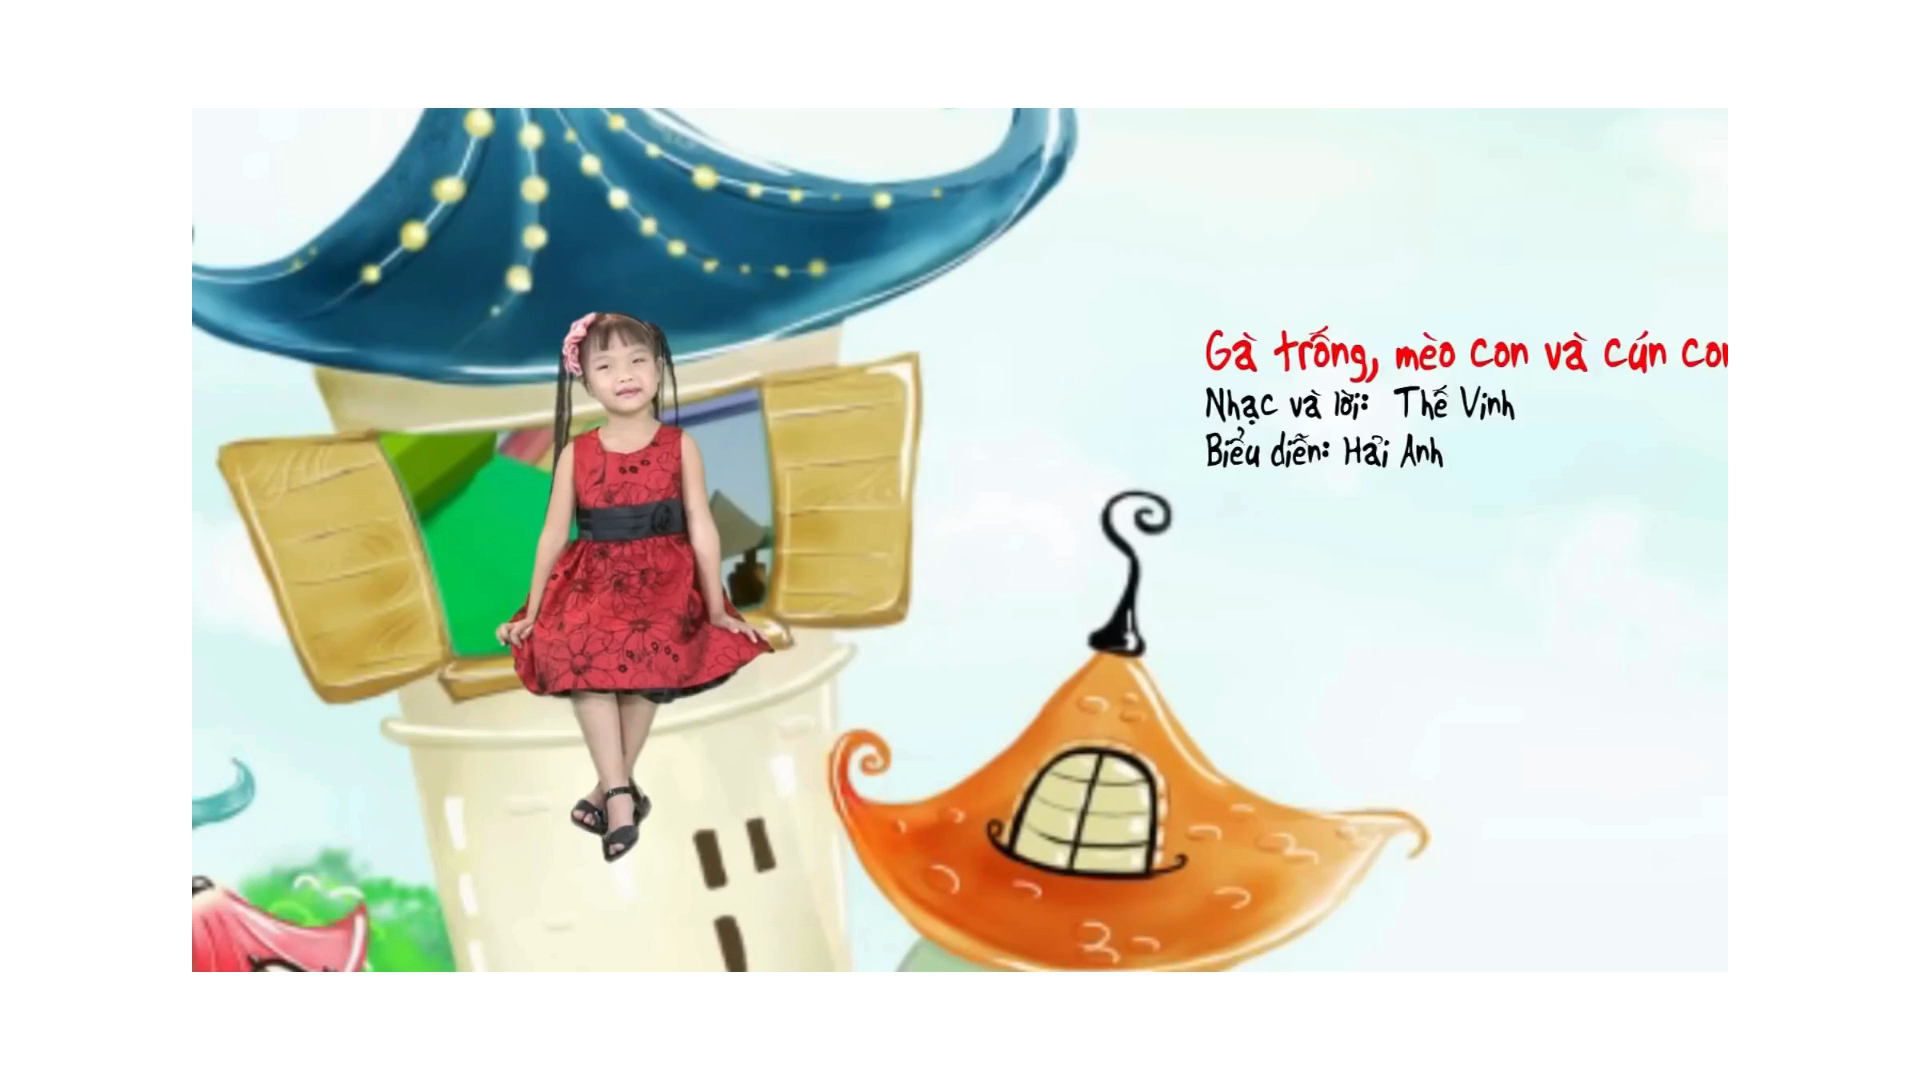 Gà trống, mèo con và cún con
Nhạc và lời: Thế Vinh
Biểu diễn: Hải Anh